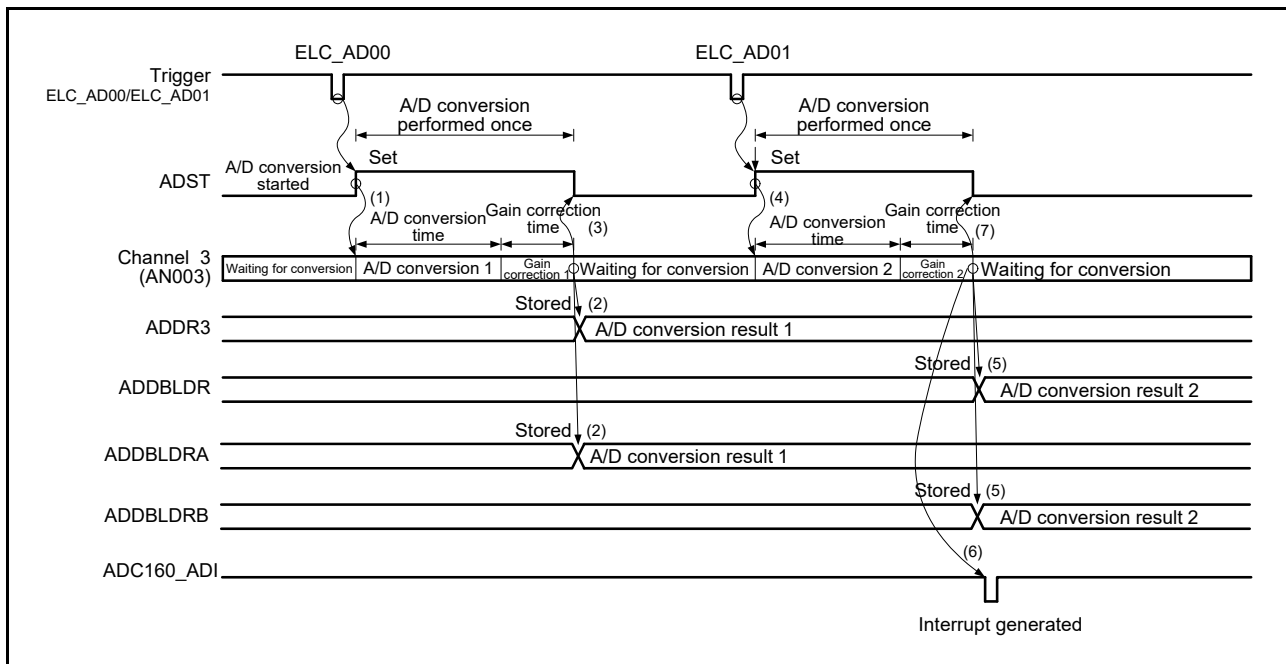 ELC_AD00
ELC_AD01
Trigger
ELC_AD00/ELC_AD01
A/D conversion
performed once
A/D conversion
performed once
A/D conversion
started
Set
Set
ADST
(1)
A/D conversion
time
Gain correction
time
(3)
(4)
A/D conversion
time
Gain correction
time
(7)
Channel 3
(AN003)
Waiting for conversion
A/D conversion 1
Gain
correction 1
Waiting for conversion
A/D conversion 2
Gain
correction 2
Waiting for conversion
Stored
(2)
ADDR3
A/D conversion result 1
Stored
(5)
ADDBLDR
A/D conversion result 2
Stored
(2)
ADDBLDRA
A/D conversion result 1
Stored
(5)
ADDBLDRB
A/D conversion result 2
(6)
ADC160_ADI
Interrupt generated